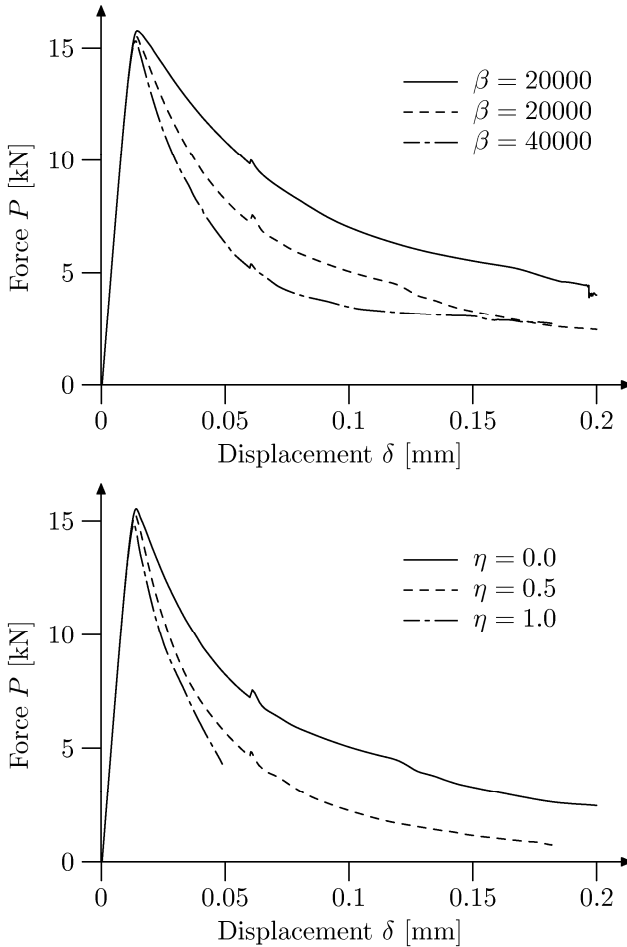 15
10
5
0
Force P [kN]
β = 20000
β = 20000
β = 40000
0 0.05 0.1 0.15 0.2
Displacement δ [mm]
15
10
5
0
Force P [kN]
η = 0.0
η = 0.5
η = 1.0
0 0.05 0.1 0.15 0.2
Displacement δ [mm]